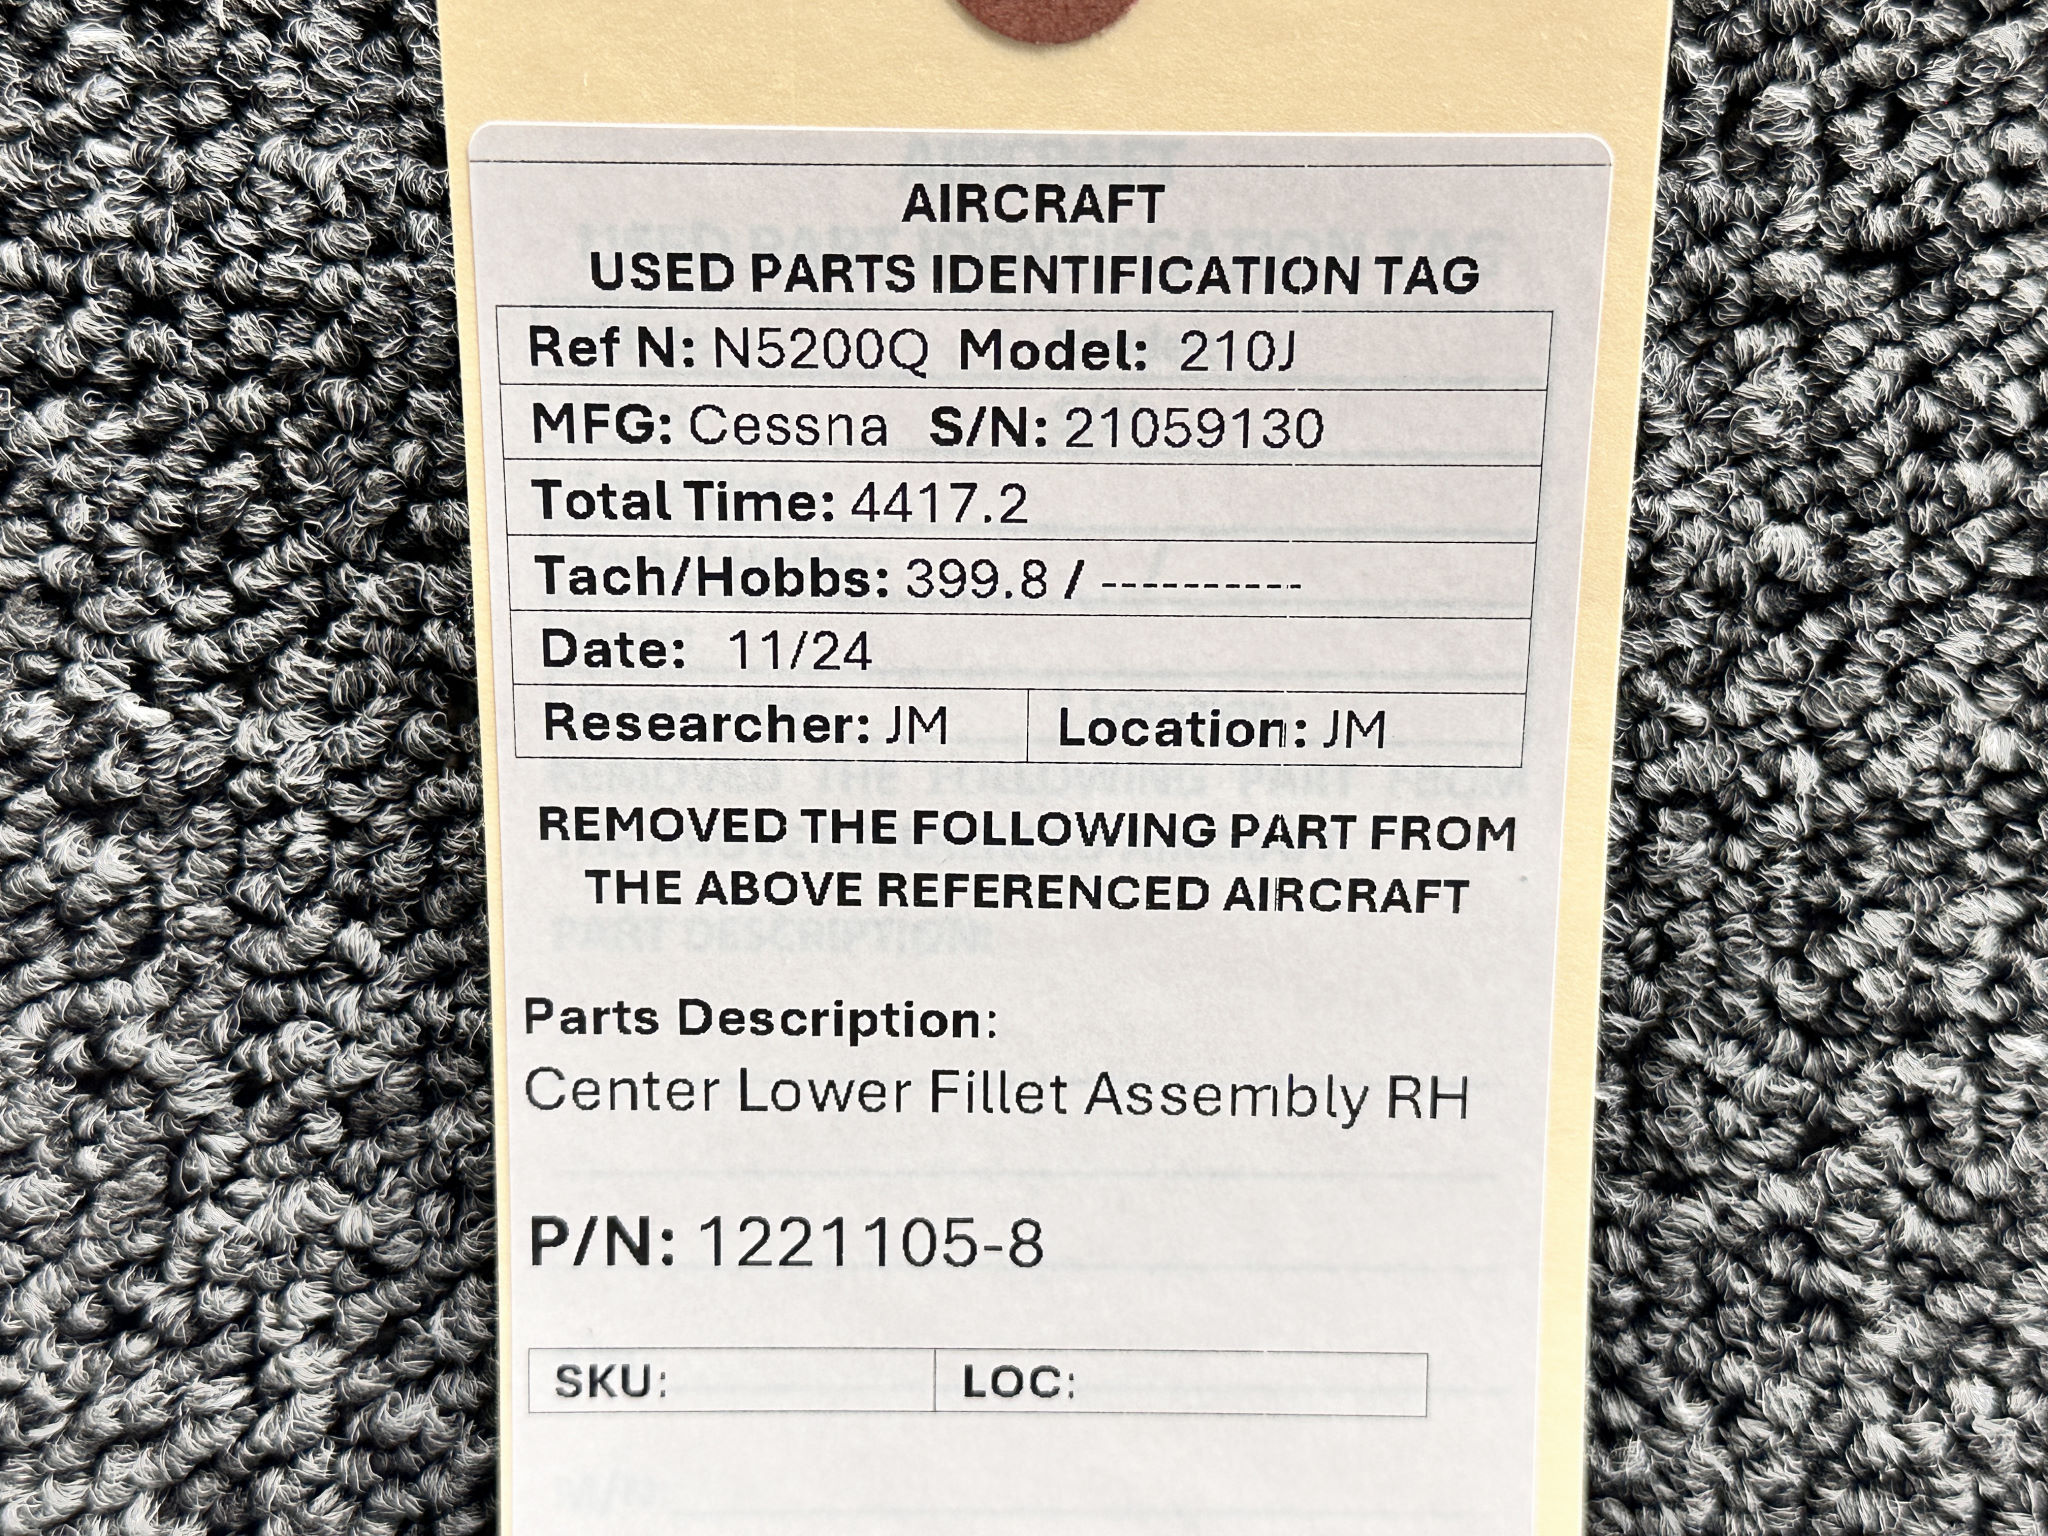 AIRCRAFT
USED PARTS IDENTIFICATION TAG
Ref N: N5200Q Model: 210J
MFG: Cessna S/N: 21059130
Total Time: 4417.2
Tach/Hobbs: 399.8 / ----------
Date: 11/24
Researcher: JM Location: JM
REMOVED THE FOLLOWING PART FROM
THE ABOVE REFERENCED AIRCRAFT
Parts Description:
Center Lower Fillet Assembly RH
P/N: 1221105-8
SKU: LOC: